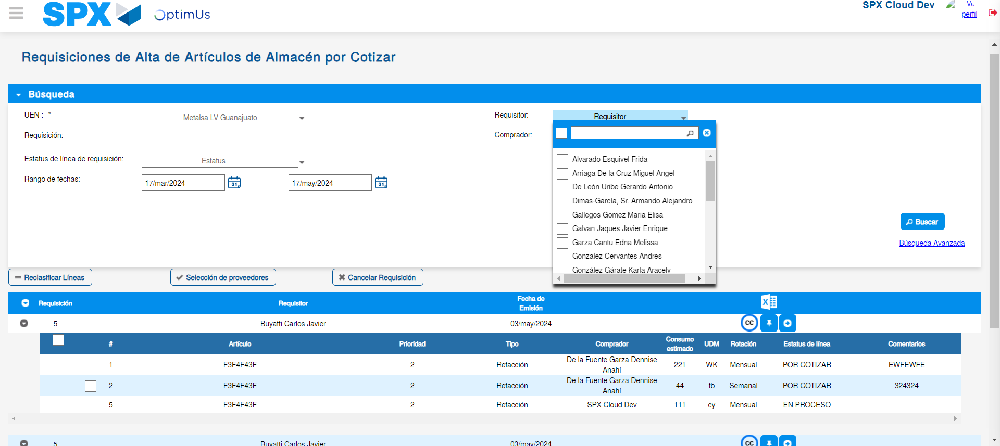 SPX
OptimUs
SPX Cloud Dev
perfil
Requisiciones de Alta de Artículos de Almacén por Cotizar
Búsqueda
UEN : *
Metalsa LV Guanajuato
Requisitor:
Requisitor
Requisición:
Comprador:
Estatus de línea de requisición:
Estatus
Rango de fechas:
17/mar/2024
31
17/may/2024
31
Alvarado Esquivel Frida
Arriaga De la Cruz Miguel Angel
De León Uribe Gerardo Antonio
Dimas-García, Sr. Armando Alejandro
Gallegos Gomez Maria Elisa
Galvan Jaques Javier Enrique
Garza Cantu Edna Melissa
Gonzalez Cervantes Andres
González Gárate Karla Aracely
Buscar
Búsqueda Avanzada
Reclasificar Líneas
Selección de proveedores
Cancelar Requisición
Requisición Requisitor Fecha de Emisión X
5 Buyatti Carlos Javier 03/may/2024 CC
# Artículo Prioridad Tipo Comprador Consumo estimado UDM Rotación Estatus de línea Comentarios
1 F3F4F43F 2 Refacción De la Fuente Garza Dennise Anahí 221 WK Mensual POR COTIZAR EWFEWFE
2 F3F4F43F 2 Refacción De la Fuente Garza Dennise Anahí 44 tb Semanal POR COTIZAR 324324
5 F3F4F43F 2 Refacción SPX Cloud Dev 111 cy Mensual EN PROCESO
5 Buyatti Carlos Javier 03/may/2024 CC